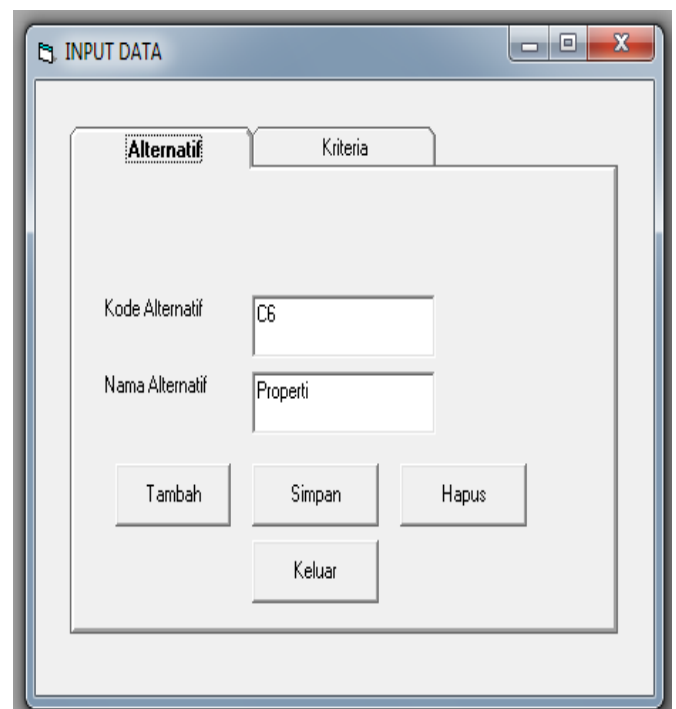 INPUT DATA
Alternatif Kriteria
Kode Alternatif C6
Nama Alternatif Properti
Tambah Simpan Hapus
Keluar